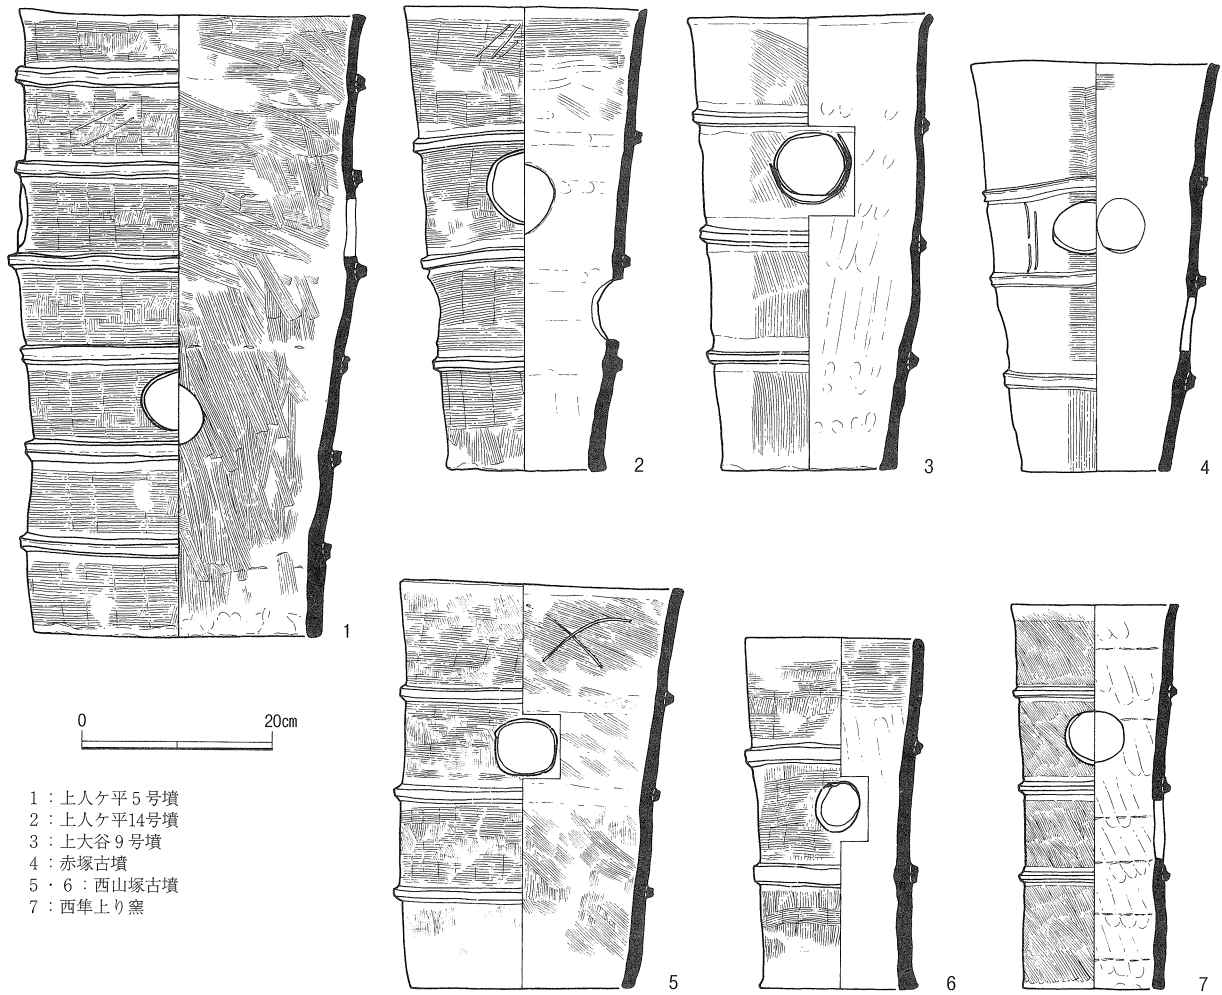 1
2
3
4
0 20cm
1：上人ケ平５号墳
2：上人ケ平14号墳
3：上大谷９号墳
4：赤塚古墳
5・6：西山塚古墳
7：西隼上り窯
5
6
7